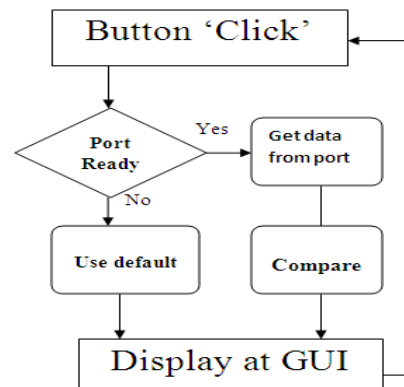 Button ‘Click’
Yes
Port
Ready
Get data
from port
No
Use default
Compare
Display at GUI